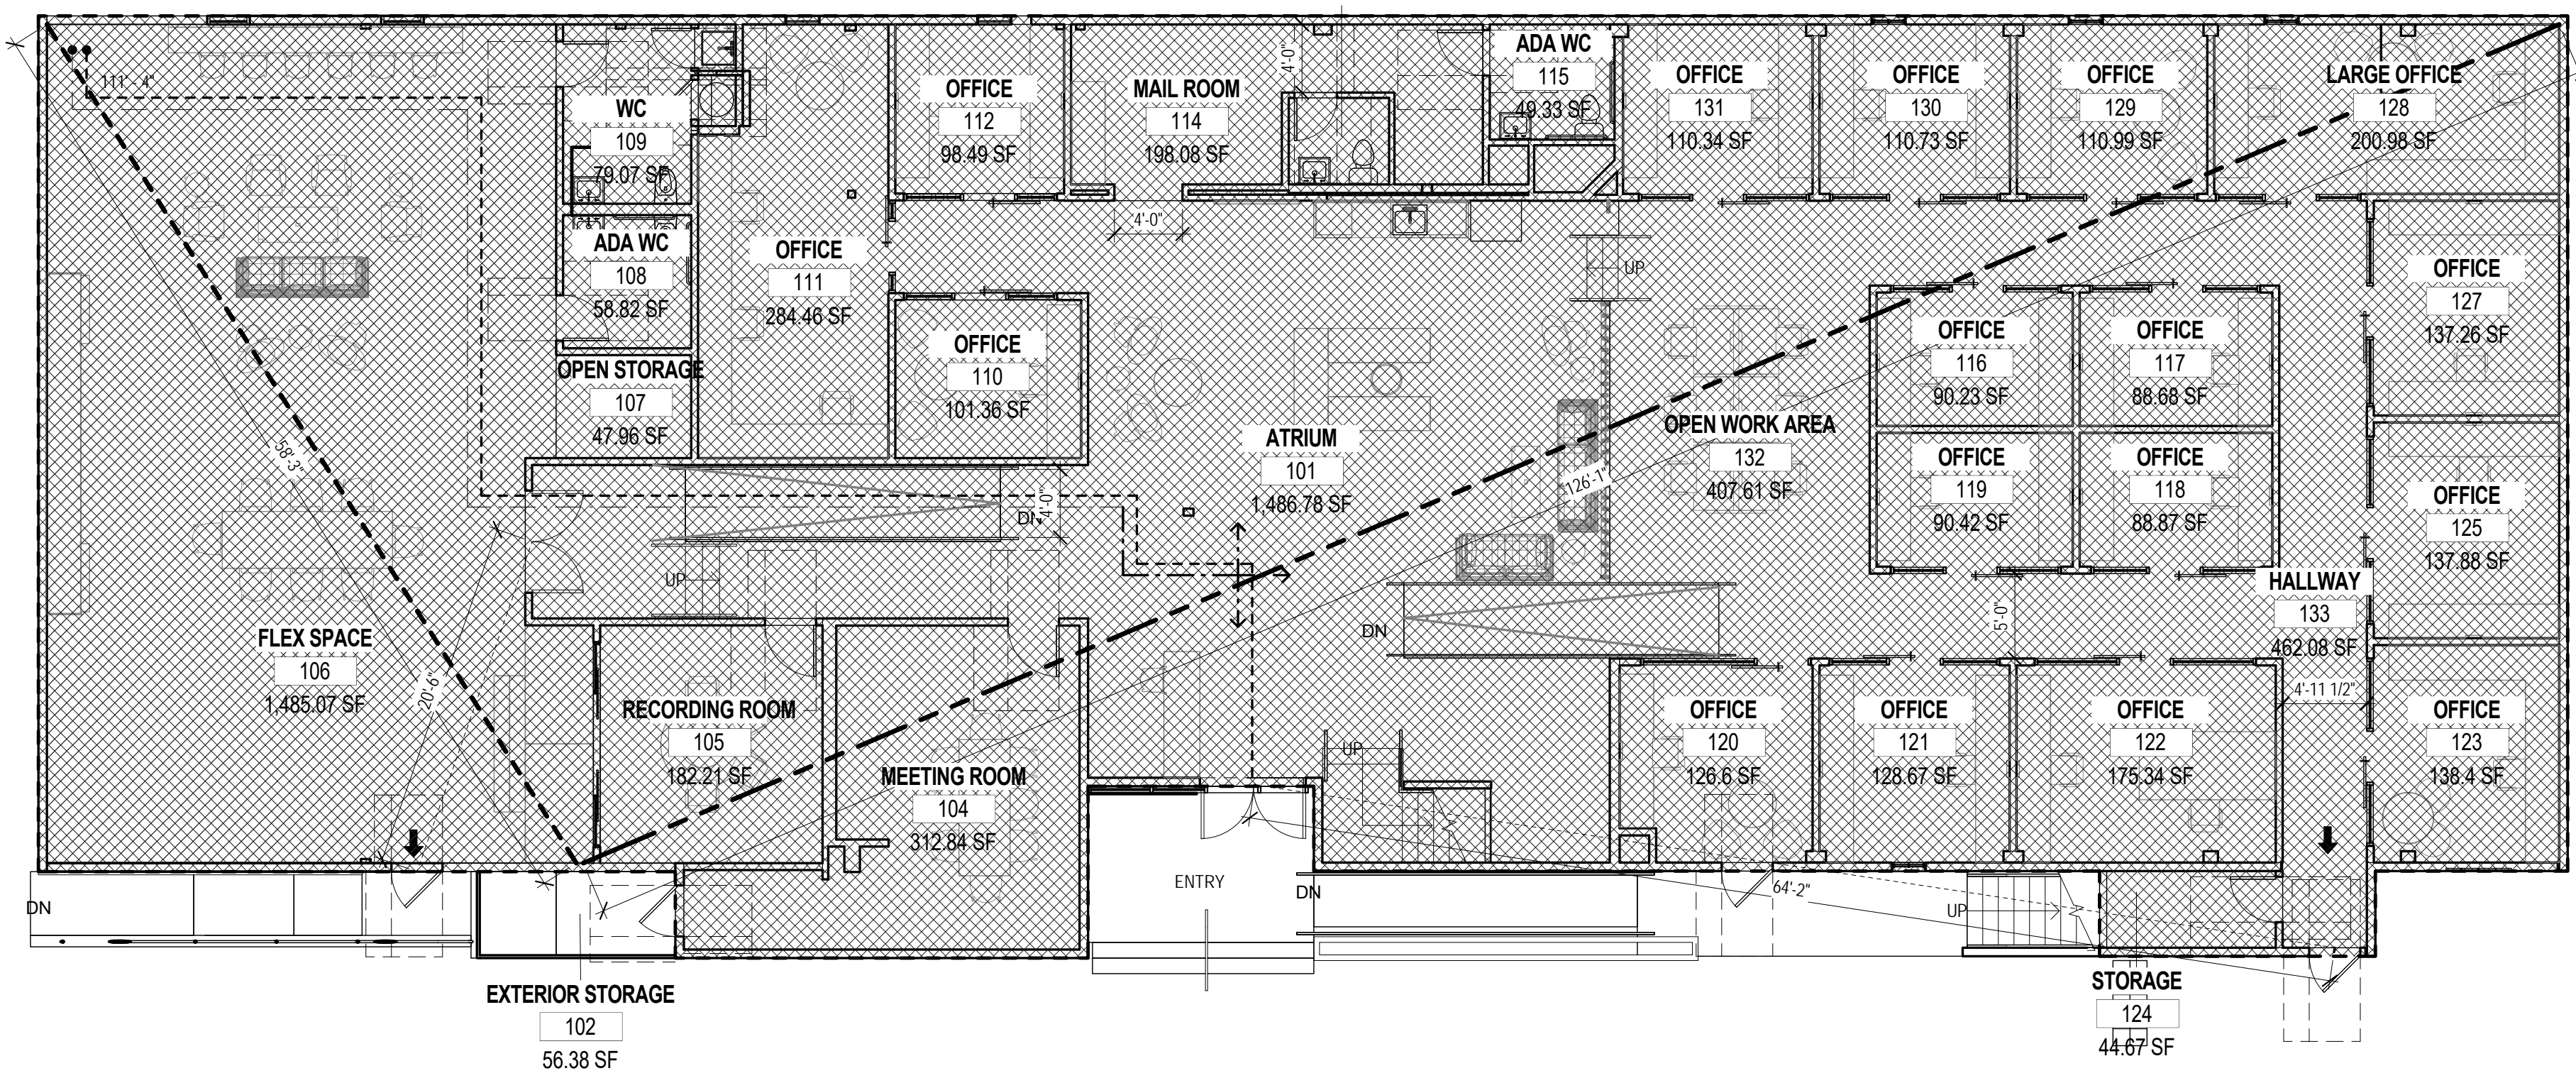 111' - 4"
WC
109
79.07 SF
ADA WC
108
58.82 SF
OPEN STORAGE
107
47.96 SF
OFFICE
111
284.46 SF
OFFICE
112
98.49 SF
OFFICE
110
101.36 SF
MAIL ROOM
114
198.08 SF
4'-0"
4'-0"
ADA WC
115
49.33 SF
OFFICE
131
110.34 SF
OFFICE
130
110.73 SF
OFFICE
129
110.99 SF
LARGE OFFICE
128
200.98 SF
UP
OFFICE
127
137.26 SF
OFFICE
116
90.23 SF
OFFICE
117
88.68 SF
OFFICE
119
90.42 SF
OFFICE
118
88.87 SF
OFFICE
125
137.88 SF
ATRIUM
101
1,486.78 SF
OPEN WORK AREA
132
407.61 SF
126'-1"
58'-3"
DN
4'-0"
UP
DN
5'-0"
HALLWAY
133
462.08 SF
4'-11 1/2"
FLEX SPACE
106
1,485.07 SF
20'-6"
RECORDING ROOM
105
182.21 SF
MEETING ROOM
104
312.84 SF
UP
OFFICE
120
126.6 SF
OFFICE
121
128.67 SF
OFFICE
122
175.34 SF
OFFICE
123
138.4 SF
DN
ENTRY
DN
64'-2"
UP
EXTERIOR STORAGE
102
56.38 SF
STORAGE
124
44.67 SF